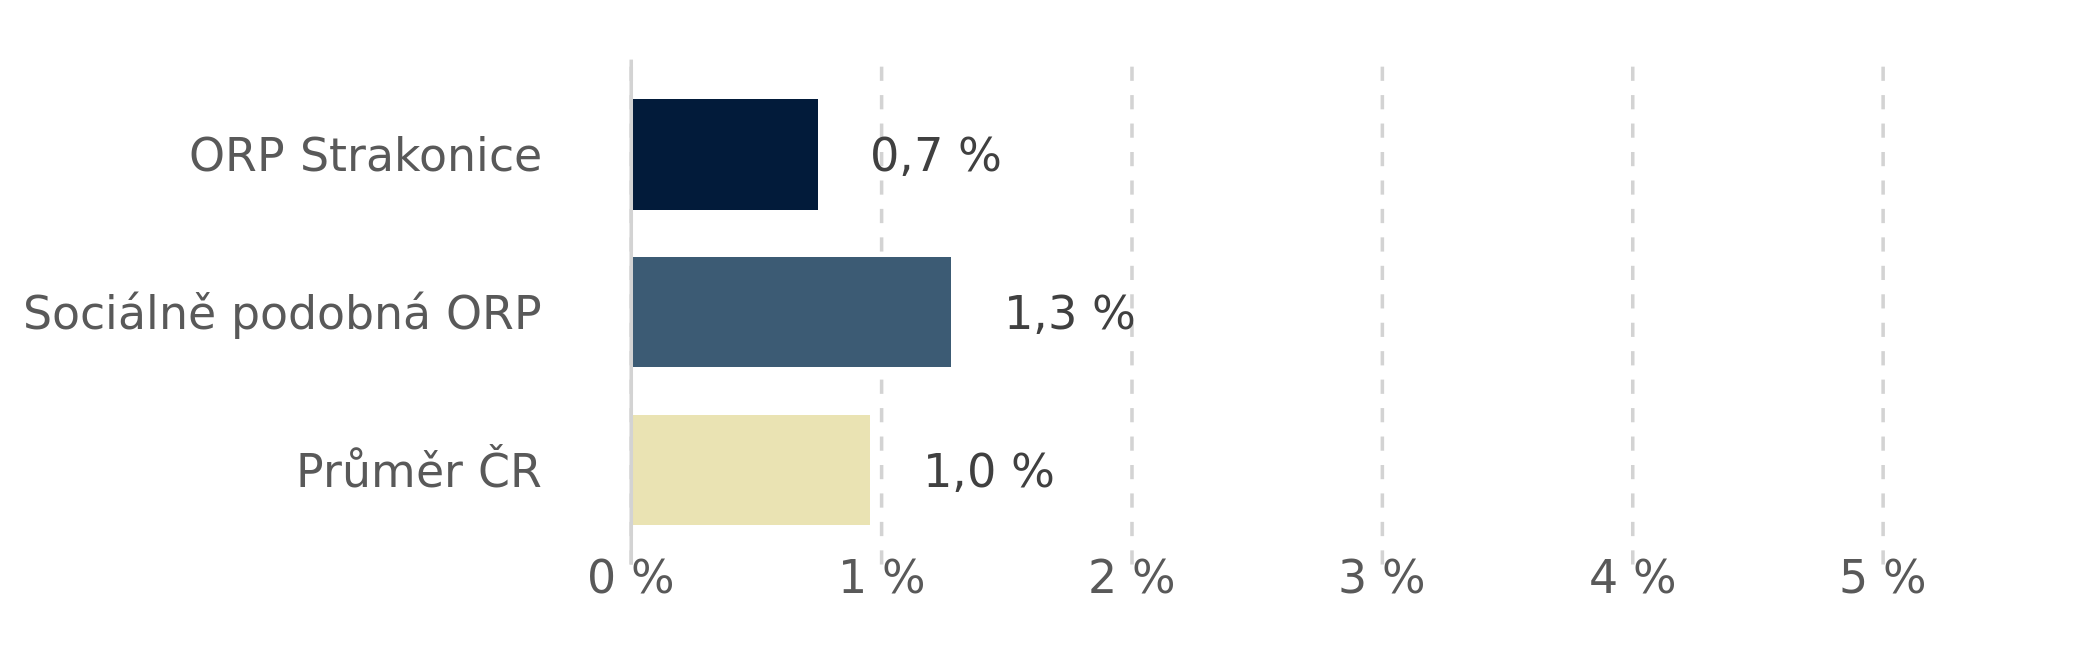 ORP Strakonice 0,7 %
Sociálně podobná ORP 1,3 %
Průměr ČR 1,0 %
0 % 1 % 2 % 3 % 4 % 5 %